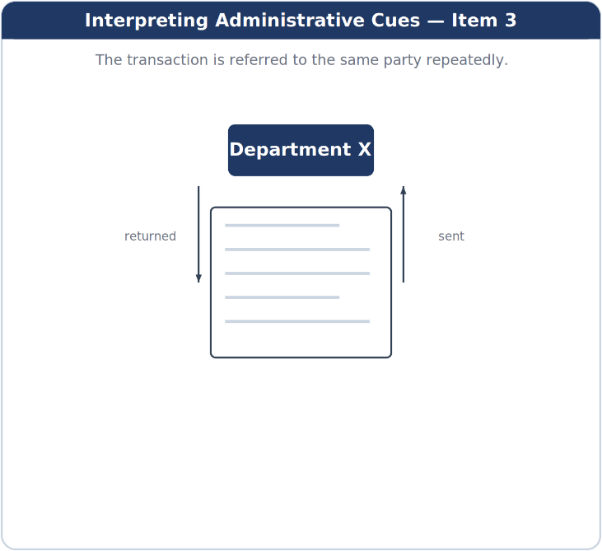 Interpreting Administrative Cues — Item 3
The transaction is referred to the same party repeatedly.
Department X
returned
sent